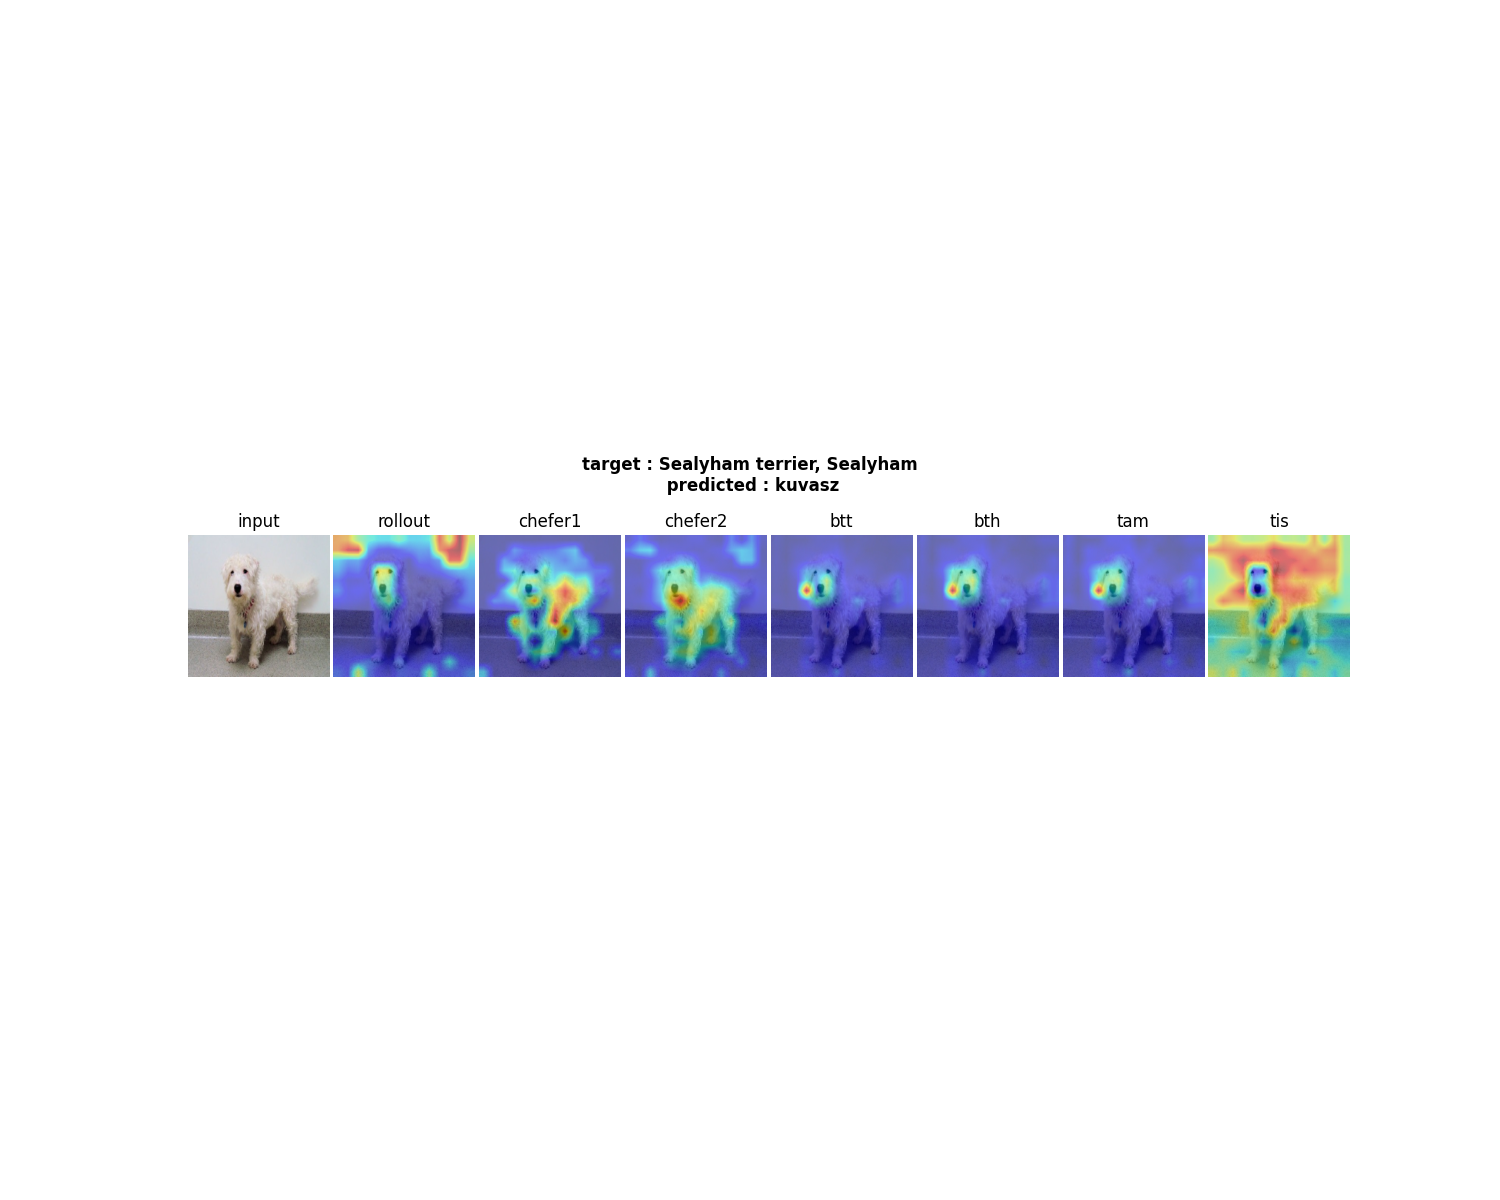 target : Sealyham terrier, Sealyham
predicted : kuvasz
input rollout chefer1 chefer2 btt bth tam tis